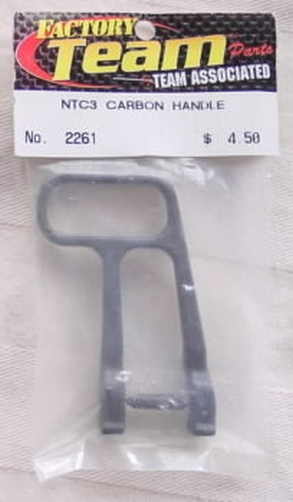 FACTORY
Team Parts
TEAM ASSOCIATED
NTC3 CARBON HANDLE
No. 2261 $ 4.50